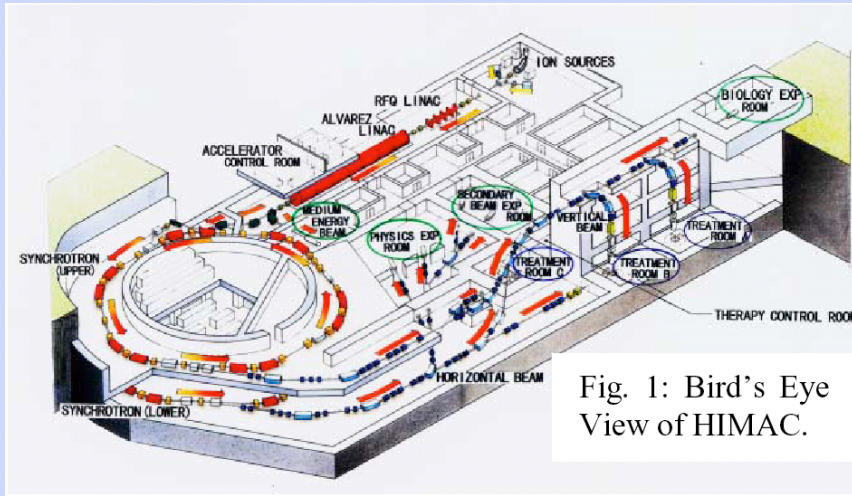 ION SOURCES
RFQ LINAC
ALVAREZ
LINAC
ACCELERATOR
CONTROL ROOM
BIOLOGY EXP
ROOM
MEDIUM
ENERGY
BEAM
PHYSICS EXP
ROOM
SECONDARY
BEAM EXP
ROOM
VERTICAL
BEAM
TREATMENT
ROOM A
TREATMENT
ROOM B
TREATMENT
ROOM C
SYNCHROTRON
(UPPER)
THERAPY CONTROL ROOM
HORIZONTAL BEAM
SYNCHROTRON(LOWER)
Fig. 1: Bird's Eye
View of HIMAC.